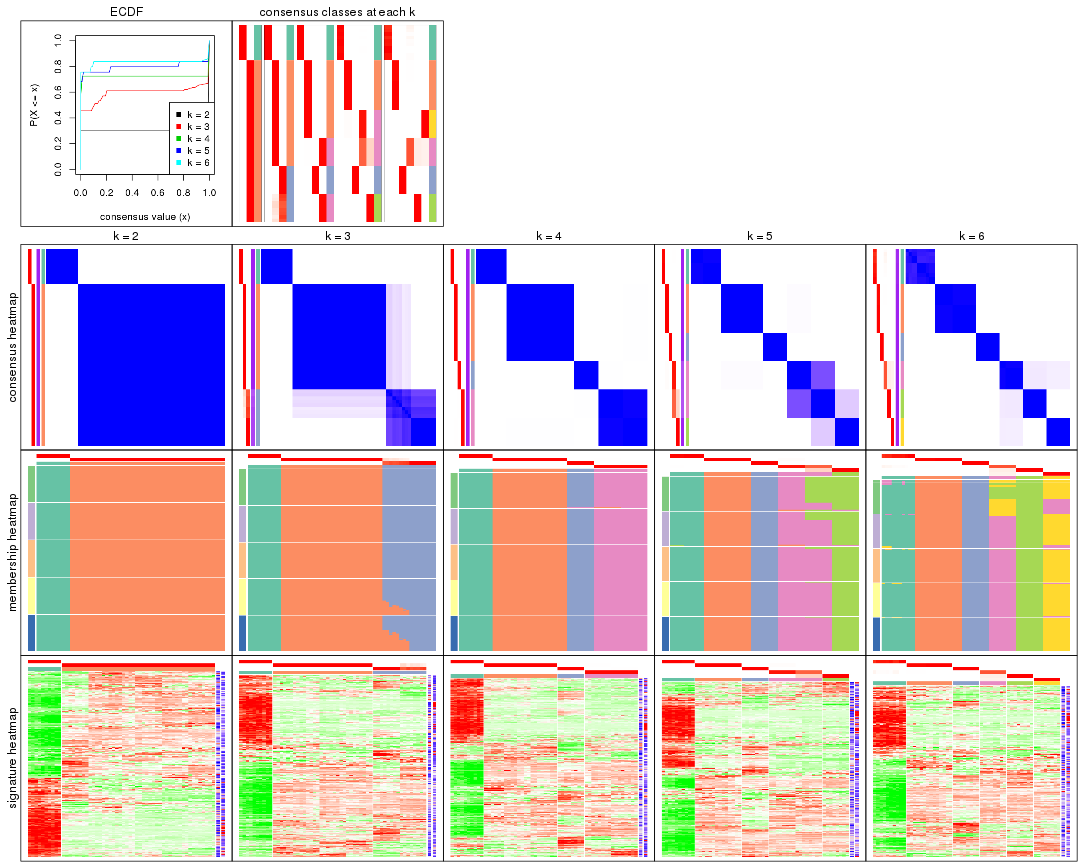 ECDF
consensus classes at each k
P(X <= x)
0.0 0.2 0.4 0.6 0.8 1.0
k = 2
k = 3
k = 4
k = 5
k = 6
0.0 0.2 0.4 0.6 0.8 1.0
consensus value (x)
k = 2 k = 3 k = 4 k = 5 k = 6
consensus heatmap
membership heatmap
signature heatmap